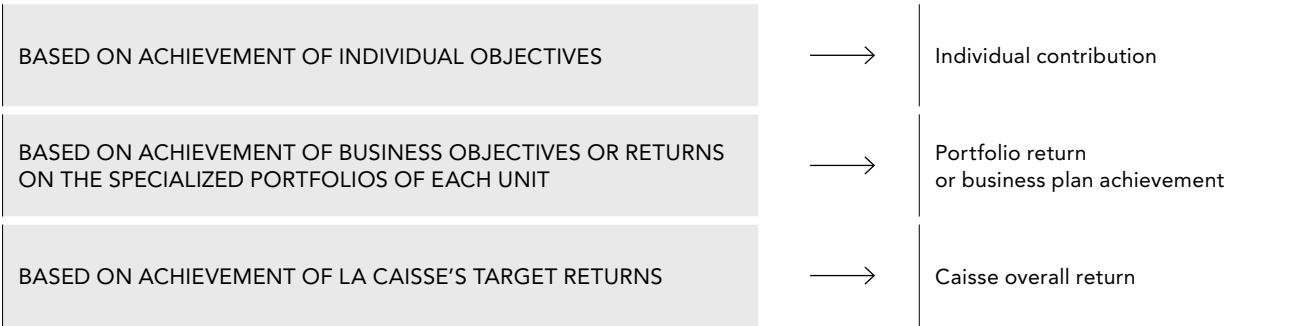 BASED ON ACHIEVEMENT OF INDIVIDUAL OBJECTIVES
Individual contribution
BASED ON ACHIEVEMENT OF BUSINESS OBJECTIVES OR RETURNS
ON THE SPECIALIZED PORTFOLIOS OF EACH UNIT
Portfolio return
or business plan achievement
BASED ON ACHIEVEMENT OF LA CAISSE’S TARGET RETURNS
Caisse overall return